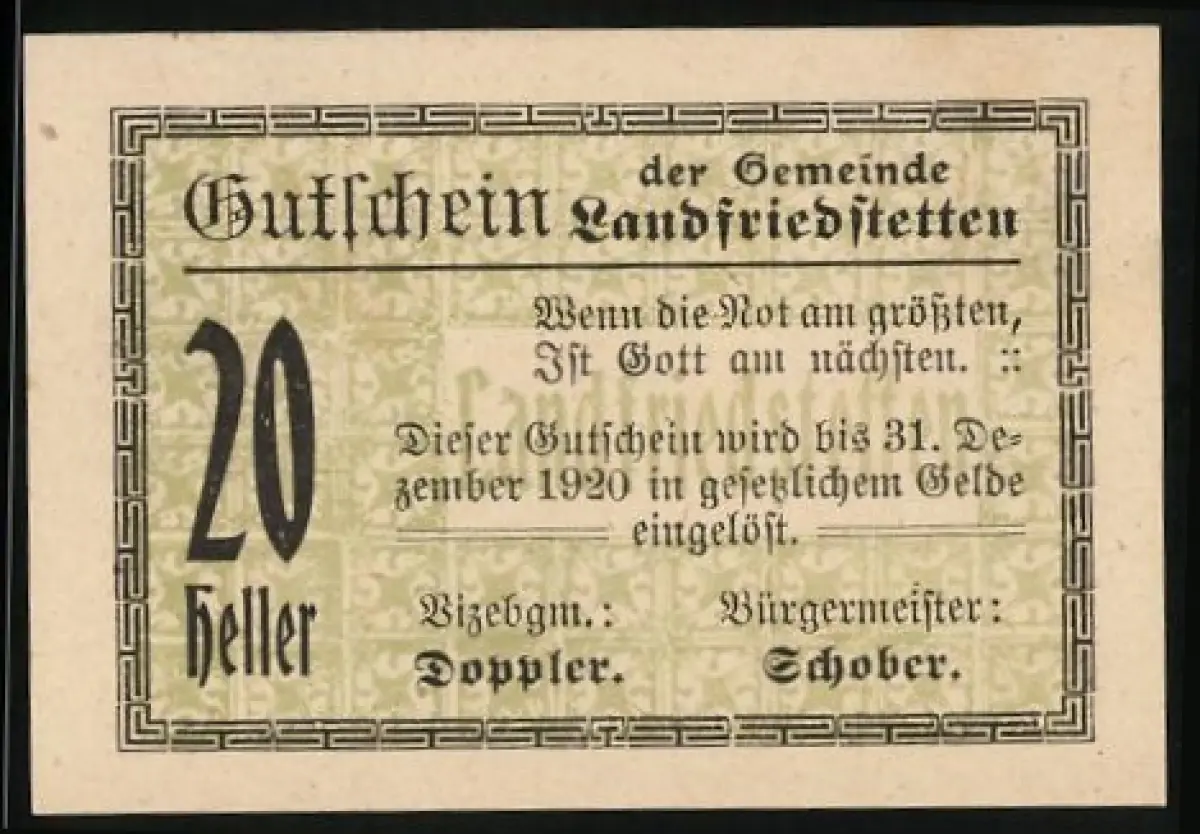 Gutschein der Gemeinde
Landfriedstetten
Wenn die Not am größten,
Ist Gott am nächsten. ::
Landfriedstetten
20
Heller
Dieser Gutschein wird bis 31. De-
zember 1920 in gesetzlichem Gelde
eingelöst.
Vizebgm.: Bürgermeister:
Doppler. Schober.